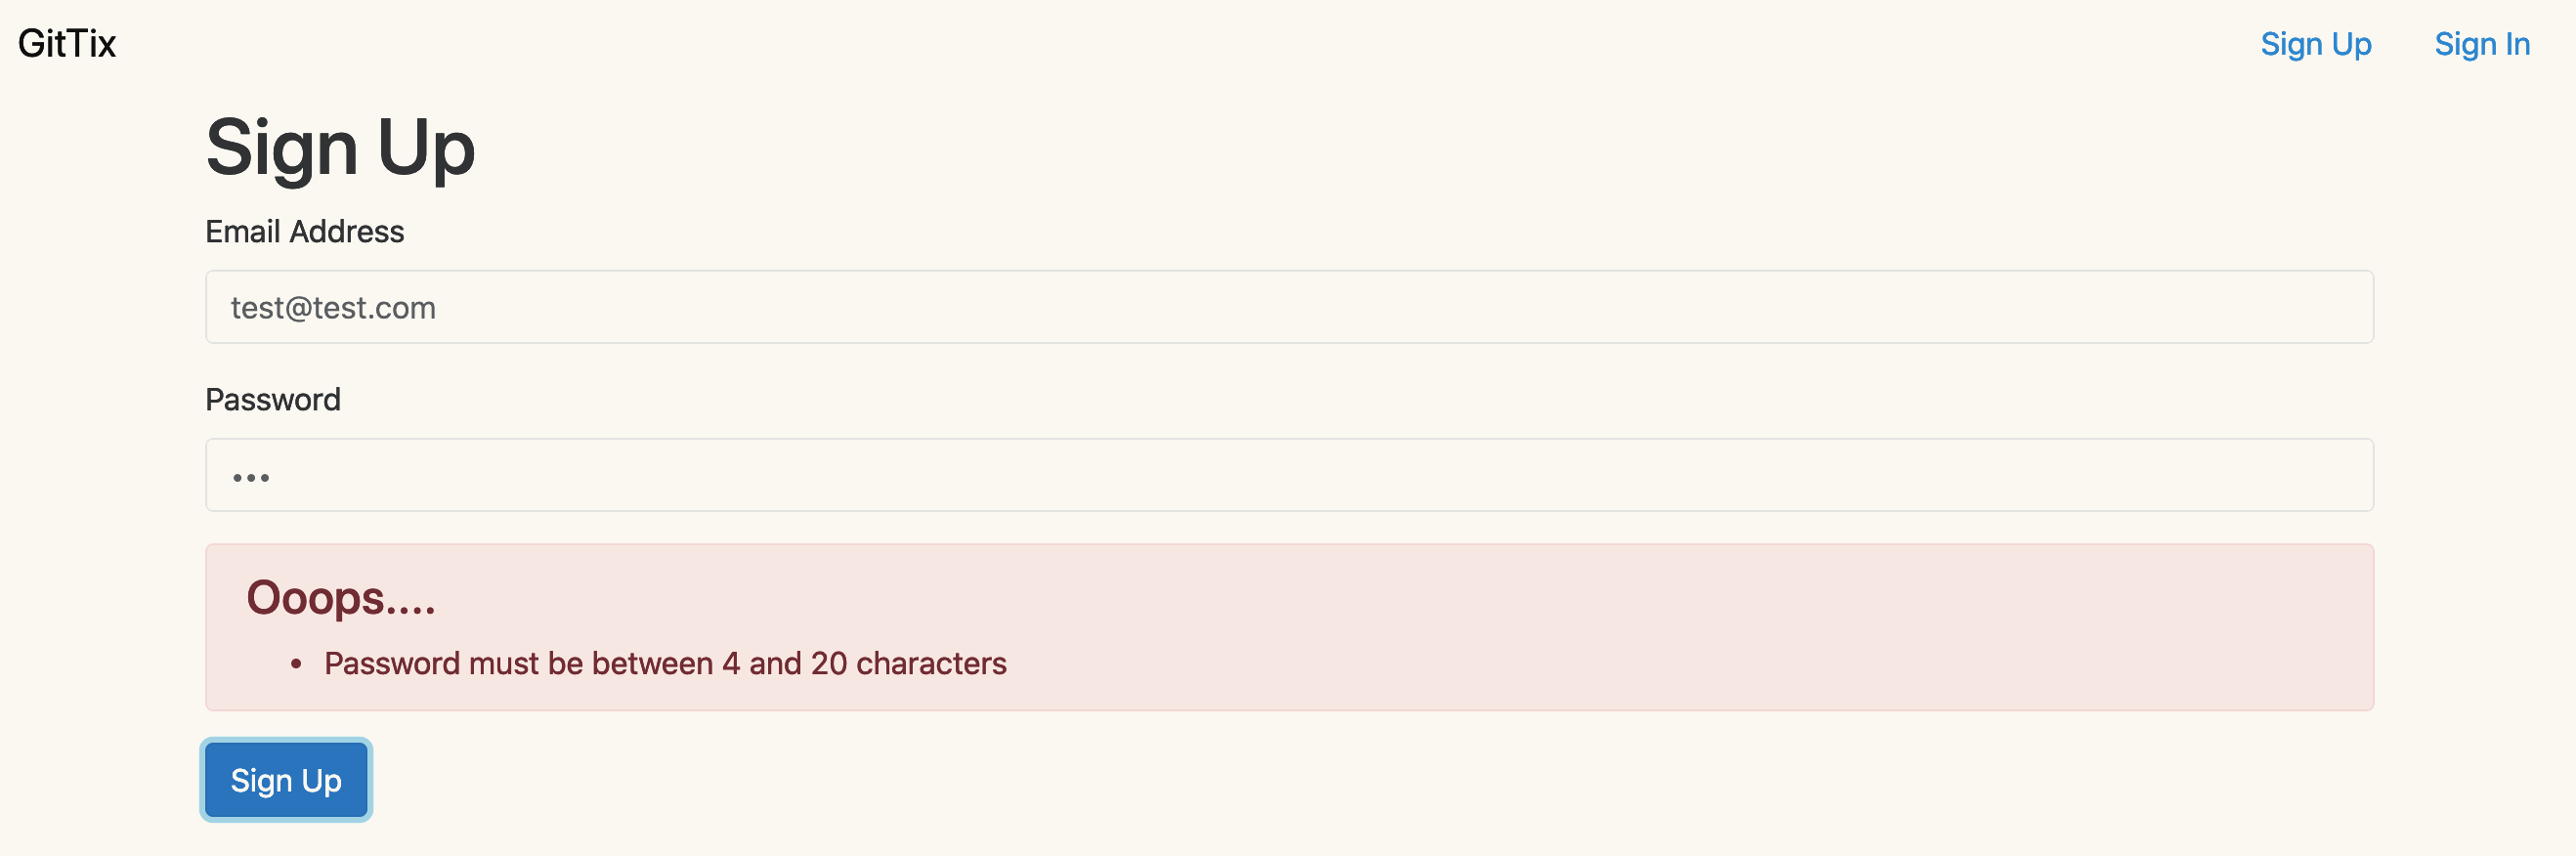 GitTix Sign Up Sign In
Sign Up
Email Address
test@test.com
Password
•••
Ooops....
• Password must be between 4 and 20 characters
Sign Up